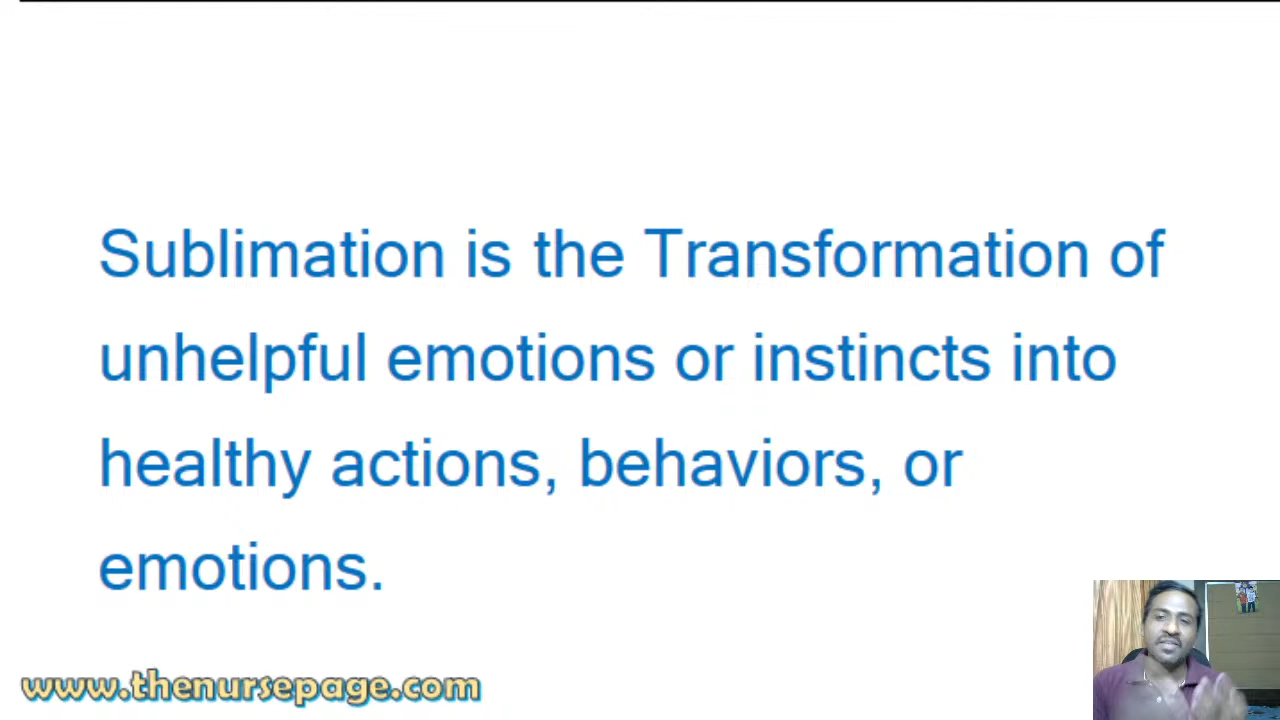 Sublimation is the Transformation of
unhelpful emotions or instincts into
healthy actions, behaviors, or
emotions.
www.thenursepage.com